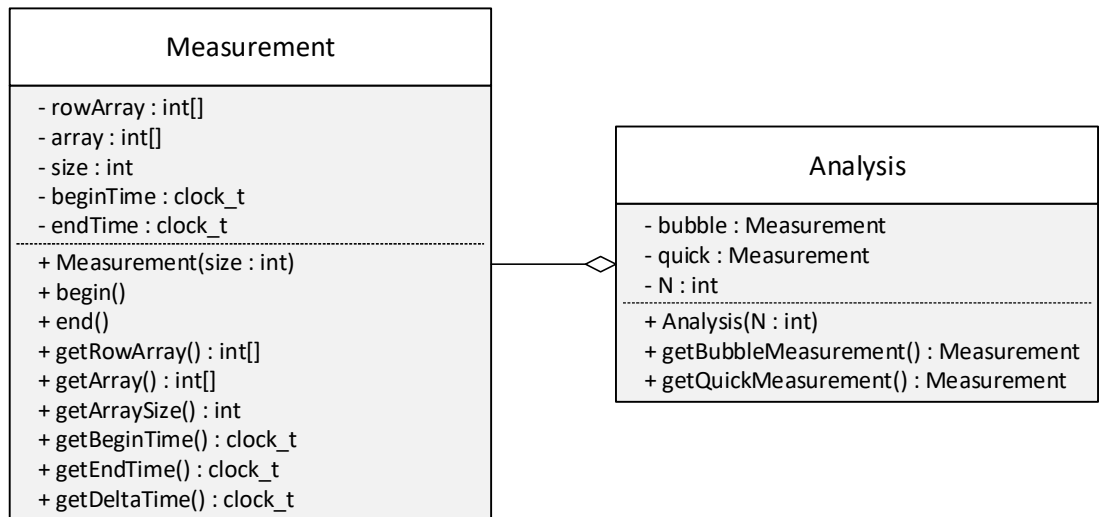 Measurement
- rowArray : int[]
- array : int[]
- size : int
- beginTime : clock_t
- endTime : clock_t
+ Measurement(size : int)
+ begin()
+ end()
+ getRowArray() : int[]
+ getArray() : int[]
+ getArraySize() : int
+ getBeginTime() : clock_t
+ getEndTime() : clock_t
+ getDeltaTime() : clock_t
Analysis
- bubble : Measurement
- quick : Measurement
- N : int
+ Analysis(N : int)
+ getBubbleMeasurement() : Measurement
+ getQuickMeasurement() : Measurement